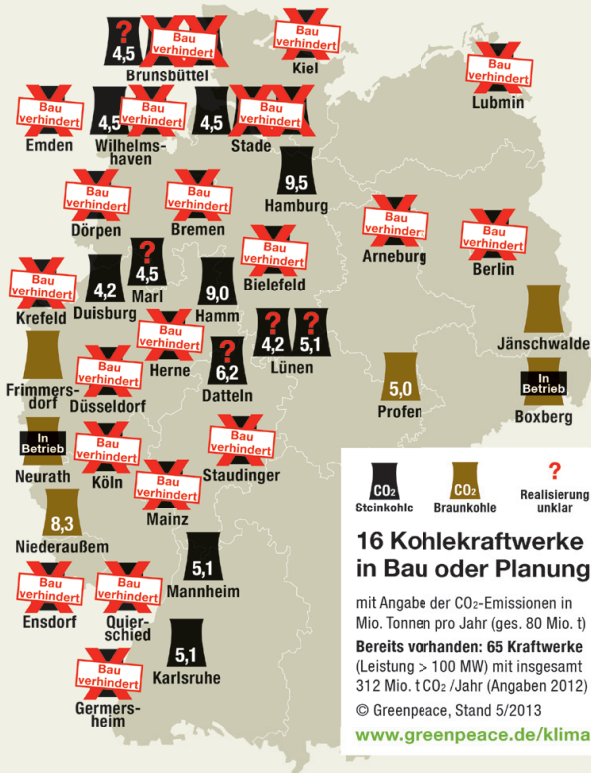 ?
4,5
Bau
verhindert
Brunsbüttel
Bau
verhindert
Kiel
Bau
verhindert
Lubmin
Bau
verhindert
Emden
4,5
Bau
verhindert
Wilhelms-
haven
4,5
Bau
verhindert
Stade
9,5
Hamburg
Bau
verhindert
Dörpen
Bau
verhindert
Bremen
Bau
verhindert
Arneburg
Bau
verhindert
Berlin
Bau
verhindert
Bielefeld
Bau
verhindert
Krefeld
4,2
Duisburg
?
4,5
Marl
9,0
Hamm
Bau
verhindert
Herne
?
4,2
?
5,1
Lünen
?
6,2
Datteln
Jänschwalde
Frimmers-
dorf
Bau
verhindert
Düsseldorf
5,0
Profen
In
Betrieb
Boxberg
In
Betrieb
Neurath
Bau
verhindert
Köln
Bau
verhindert
Staudinger
Bau
verhindert
Mainz
8,3
Niederaußem
5,1
Mannheim
Bau
verhindert
Ensdorf
Bau
verhindert
Quier-
schied
5,1
Karlsruhe
Bau
verhindert
Germers-
heim
CO₂
Steinkohle
CO₂
Braunkohle
?
Realisierung
unklar
16 Kohlekraftwerke
in Bau oder Planung
mit Angabe der CO₂-Emissionen in
Mio. Tonnen pro Jahr (ges. 80 Mio. t)
Bereits vorhanden: 65 Kraftwerke
(Leistung > 100 MW) mit insgesamt
312 Mio. t CO₂ /Jahr (Angaben 2012)
© Greenpeace, Stand 5/2013
www.greenpeace.de/klima